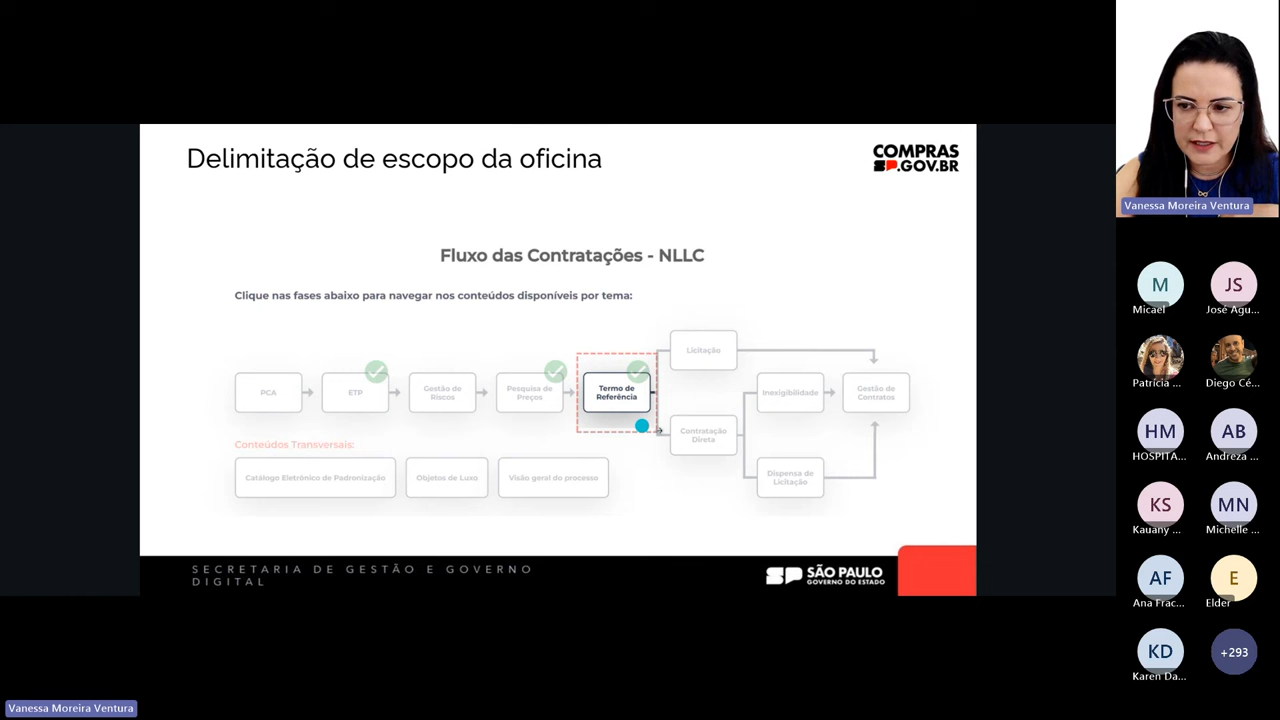 Delimitação de escopo da oficina
COMPRAS
SP.GOV.BR
Fluxo das Contratações - NLLC
Clique nas fases abaixo para navegar nos conteúdos disponíveis por tema:
PCA
ETP
Gestão de
Riscos
Pesquisa de
Preços
Termo de
Referência
Licitação
Contratação
Direta
Inexigibilidade
Dispensa de
Licitação
Gestão de
Contratos
Conteúdos Transversais:
Catálogo Eletrônico de Padronização
Objetos de Luxo
Visão geral do processo
SECRETARIA DE GESTÃO E GOVERNO
DIGITAL
SP SÃO PAULO
GOVERNO DO ESTADO
Vanessa Moreira Ventura
M
Micael
JS
José Agu...
Patrícia ...
Diego Cé...
HM
HOSPITA...
AB
Andreza ...
KS
Kauany ...
MN
Michelle ...
AF
Ana Frac...
E
Elder
KD
Karen Da...
+293
Vanessa Moreira Ventura